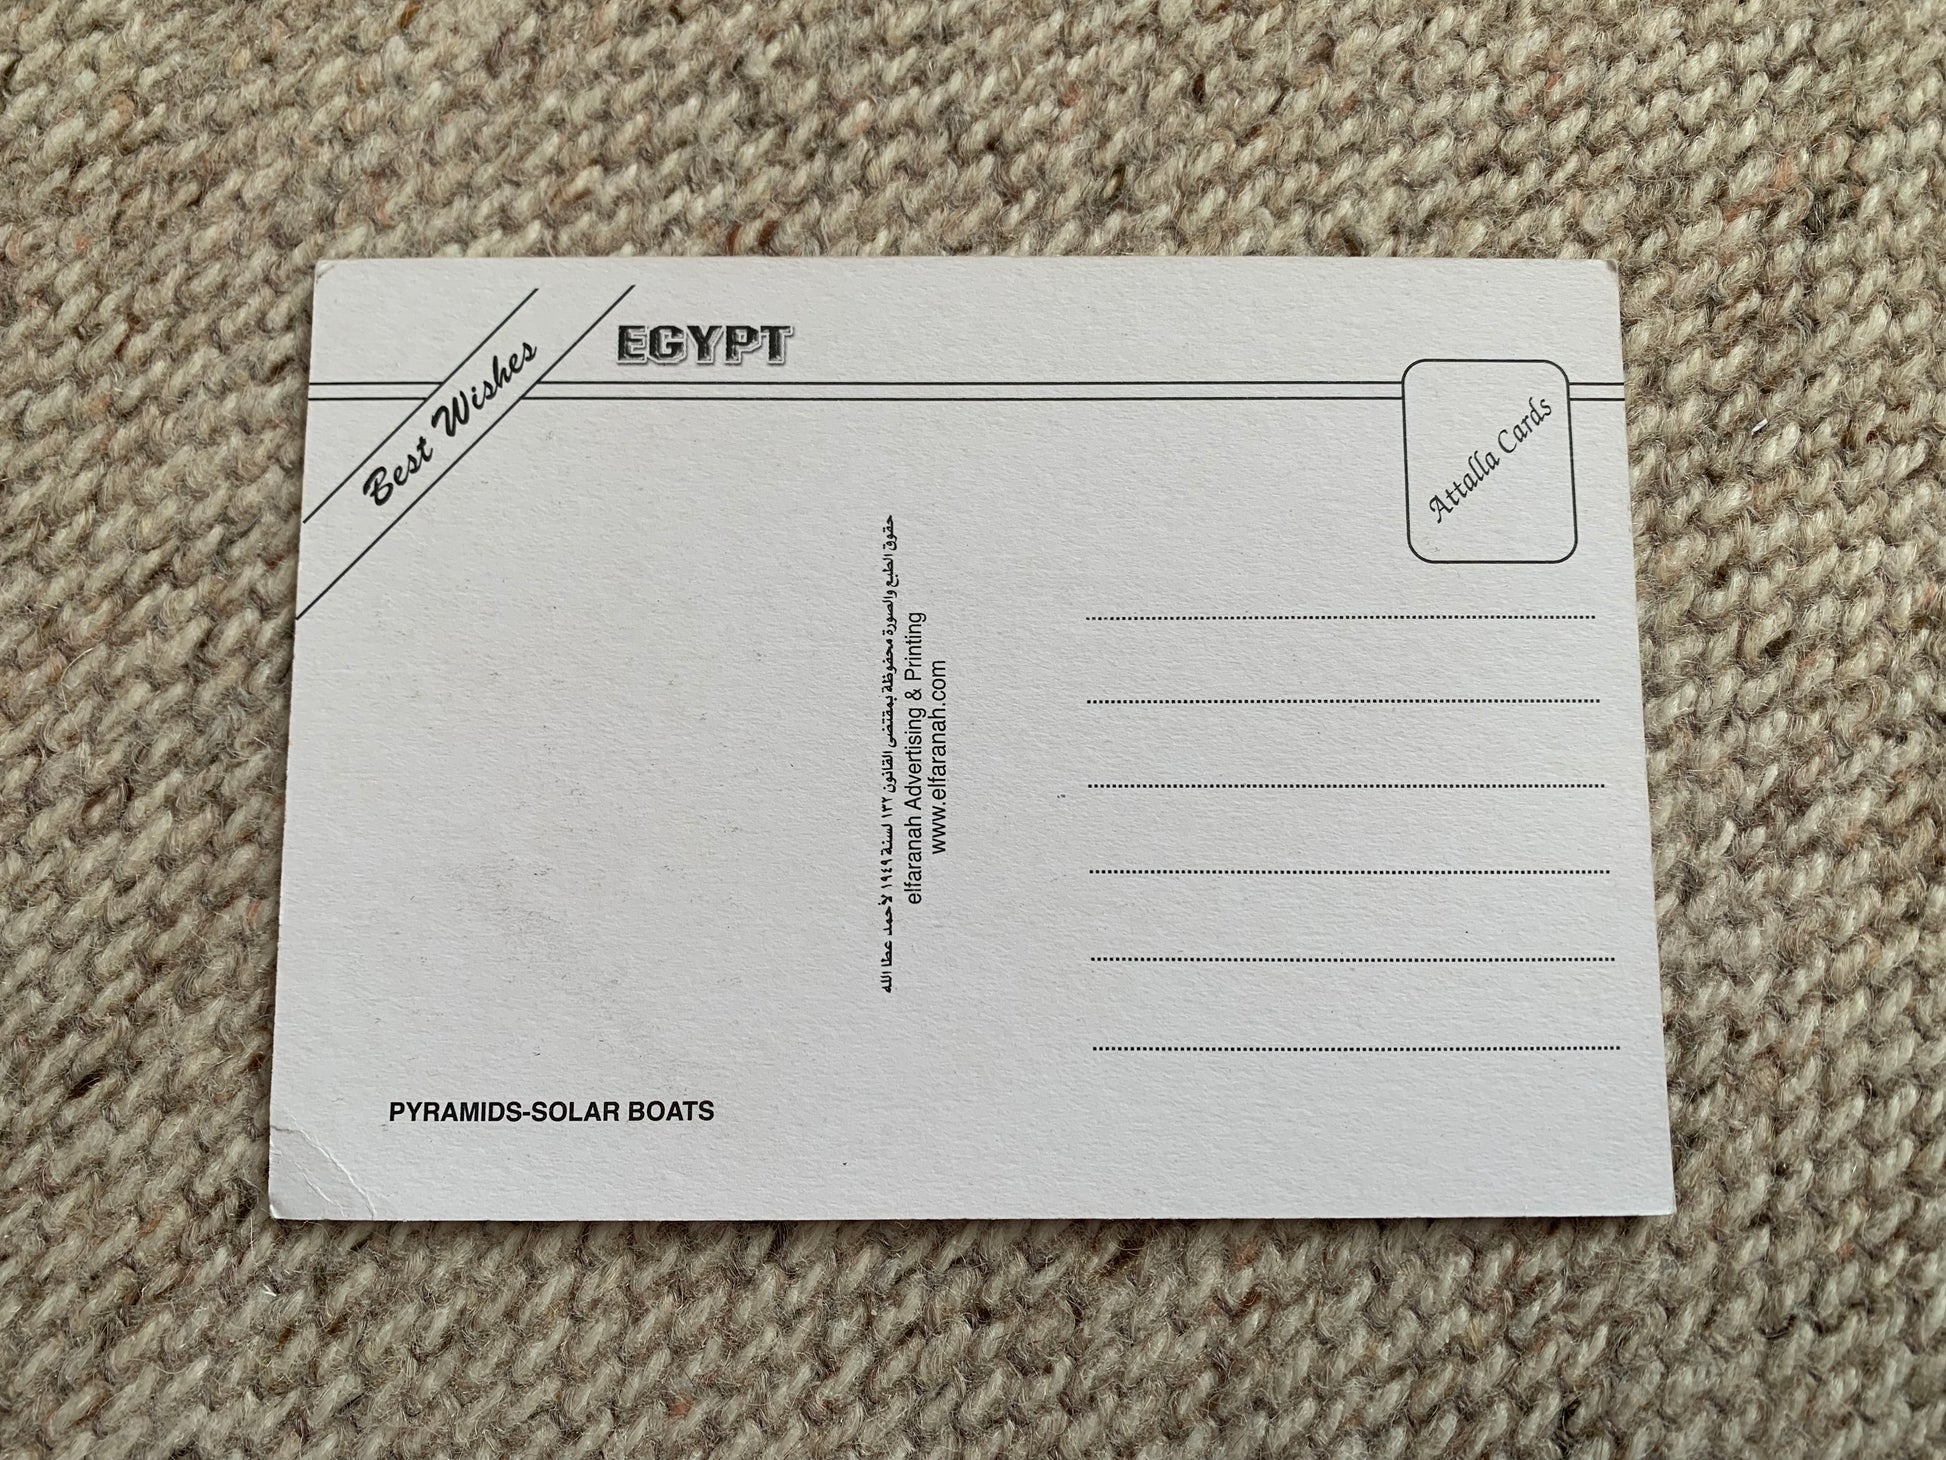 Best Wishes
EGYPT
Attalla Cards
حقوق الطبع والصورة محفوظة بمقتضى القانون ١٣٢ لسنة ١٩٤٩ لأحمد عطا الله
elfaranah Advertising & Printing
www.elfaranah.com
PYRAMIDS-SOLAR BOATS